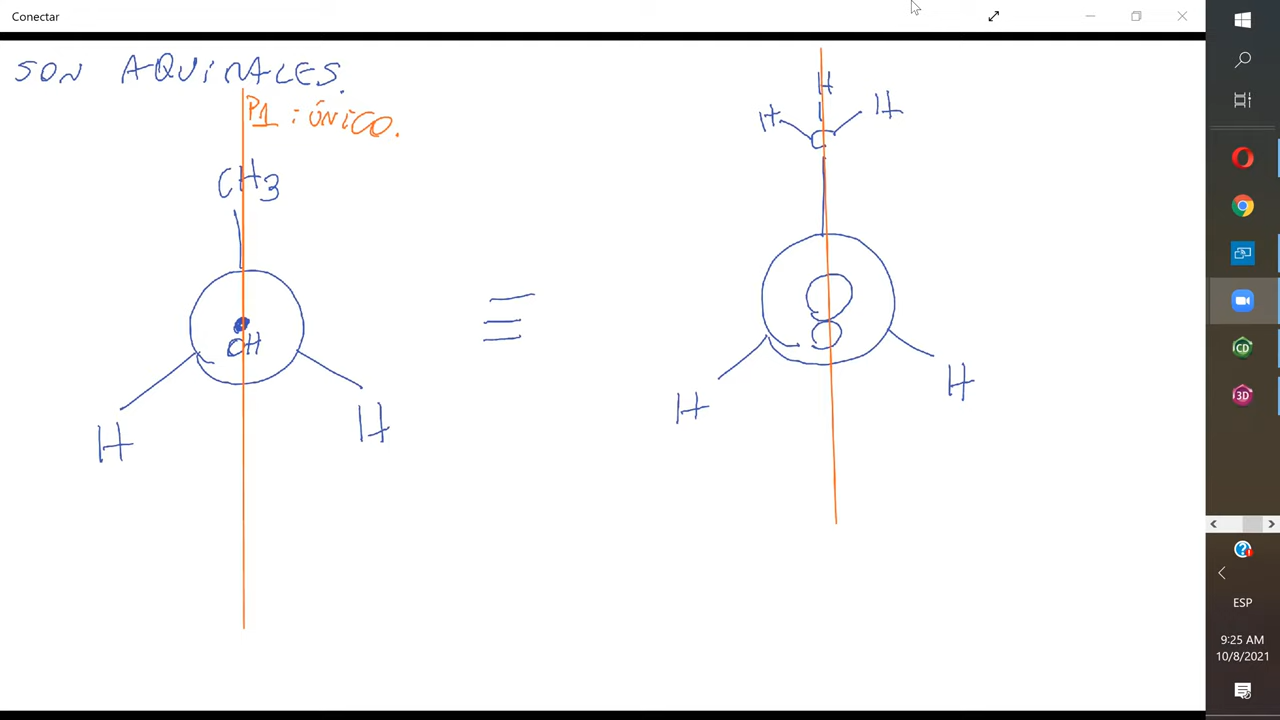 Conectar
SON AQUIRALES.
P1: ÚNICO.
CH3
OH
H
H
H
H
H
C
H
H
ESP
9:25 AM
10/8/2021